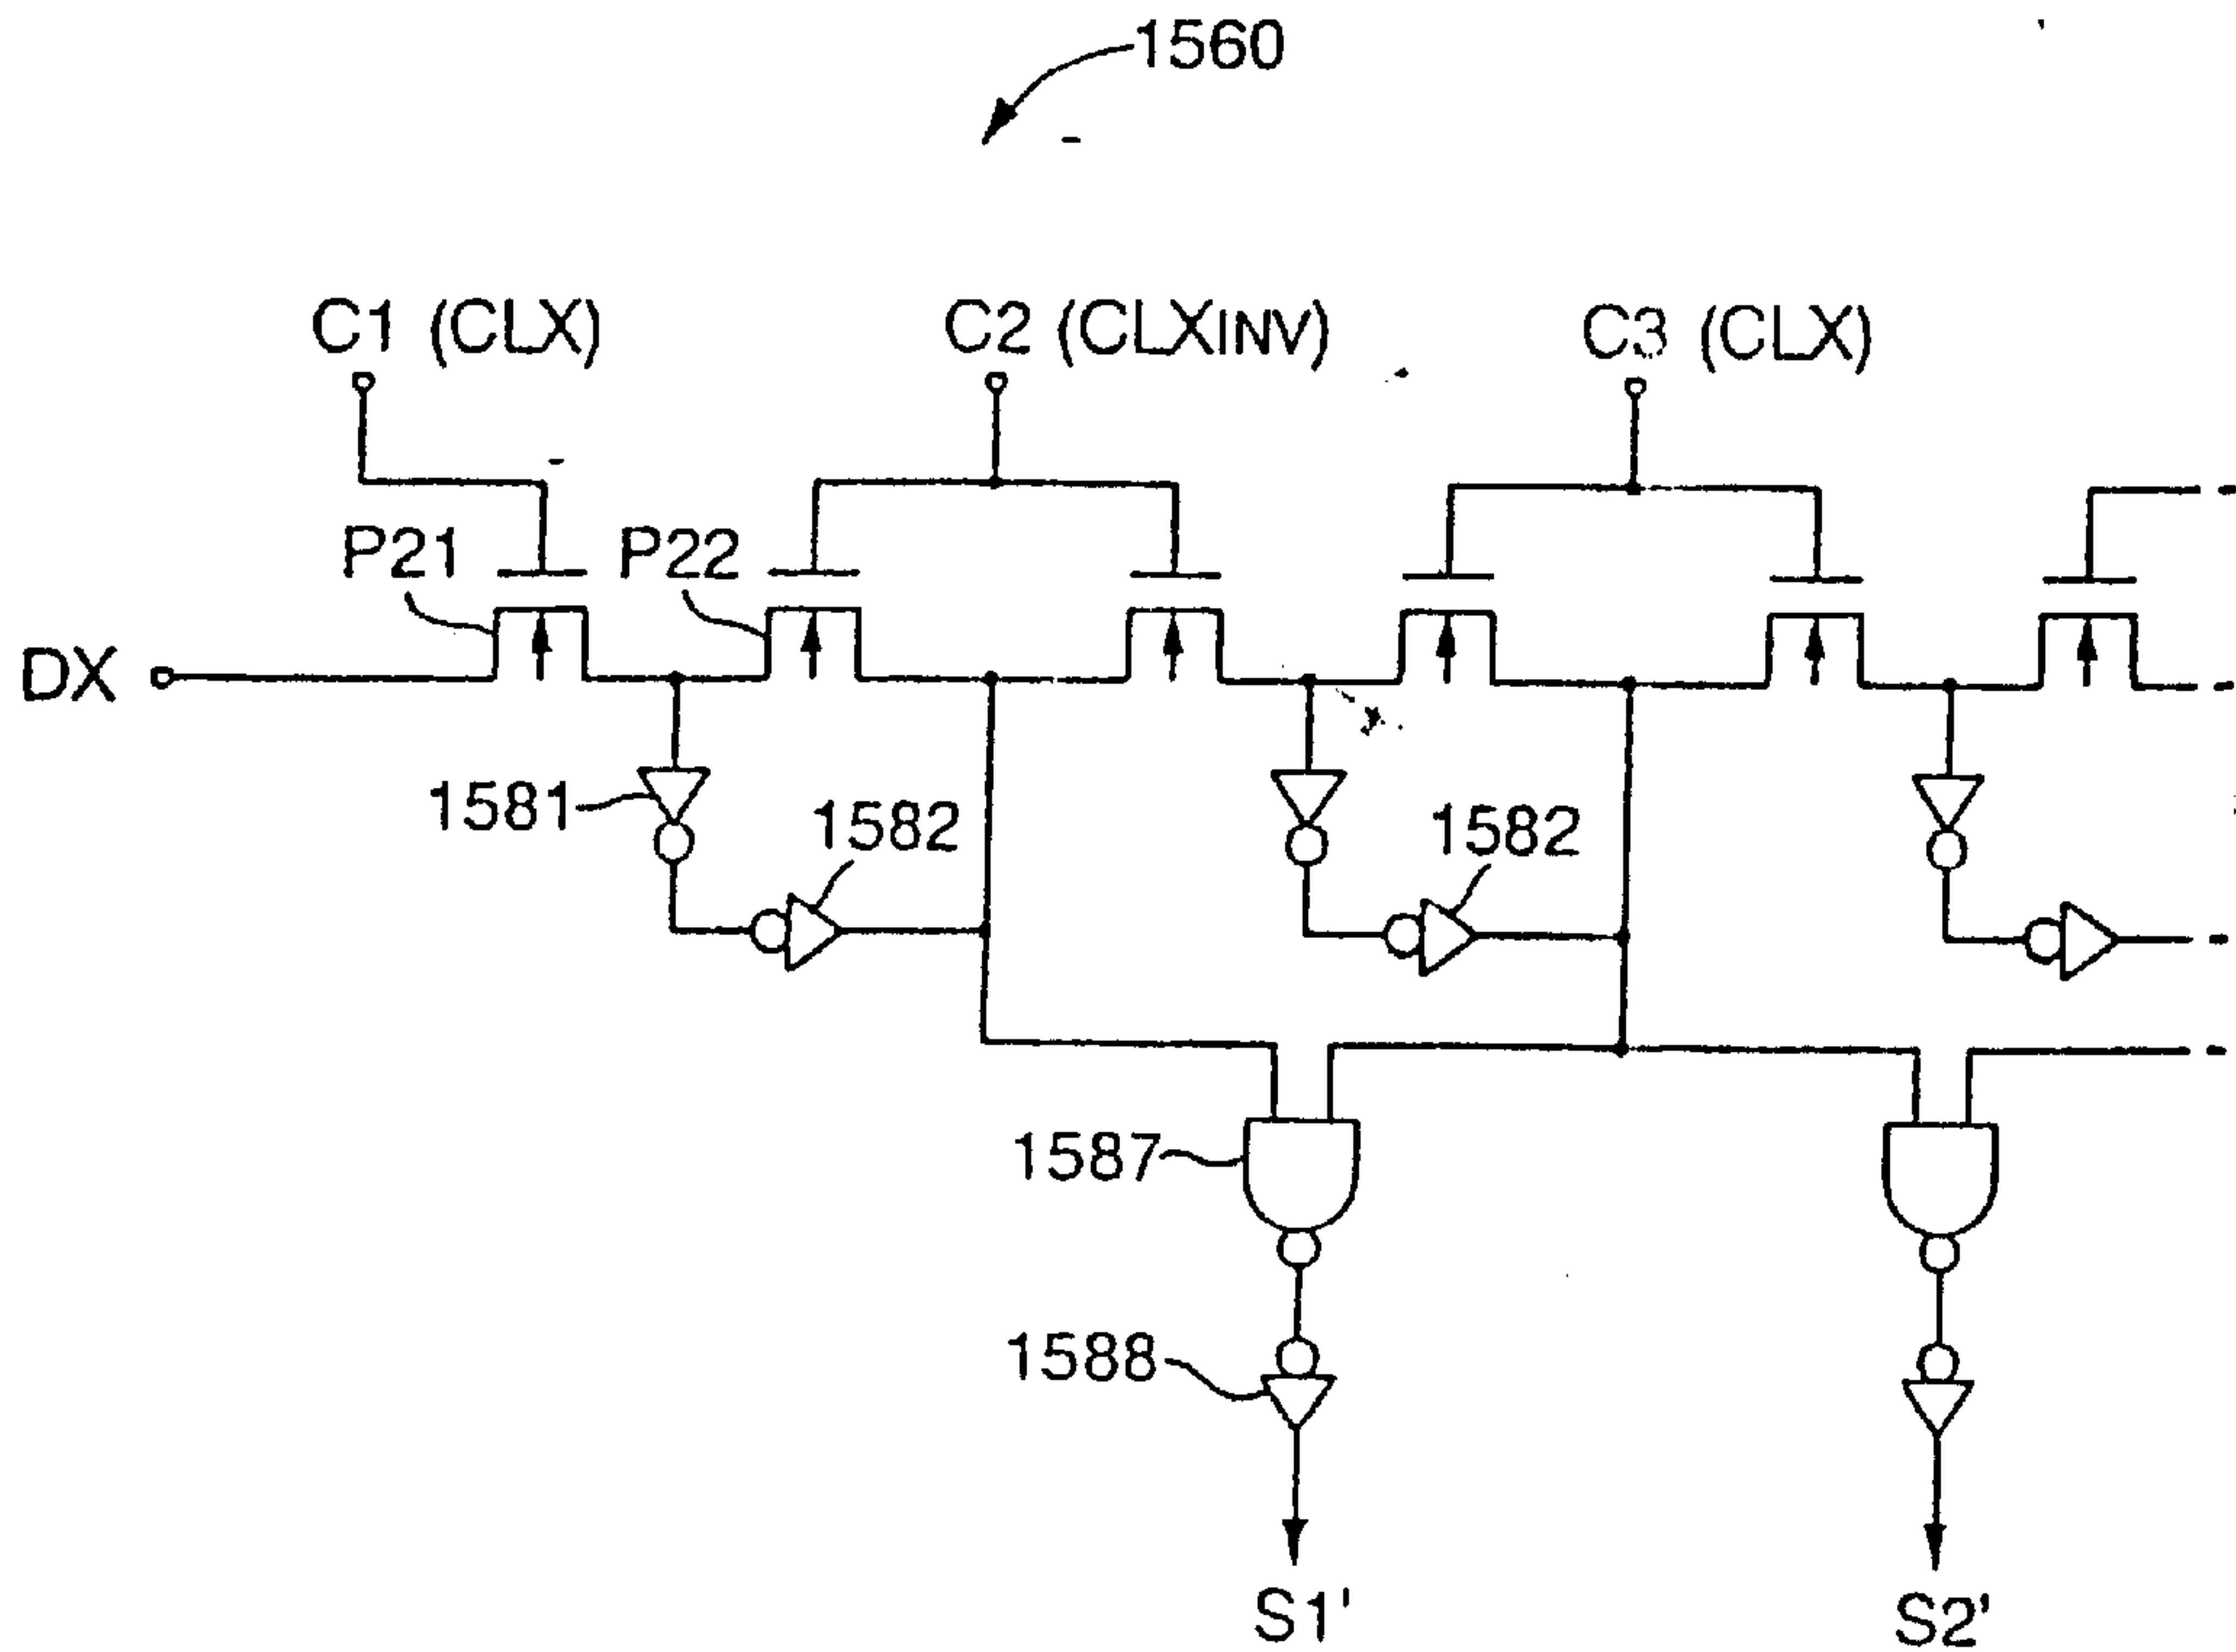 1560
C1 (CLX)
C2 (CLXINV)
C3 (CLX)
P21
P22
DX
1581
1582
1582
1587
1588
S1'
S2'